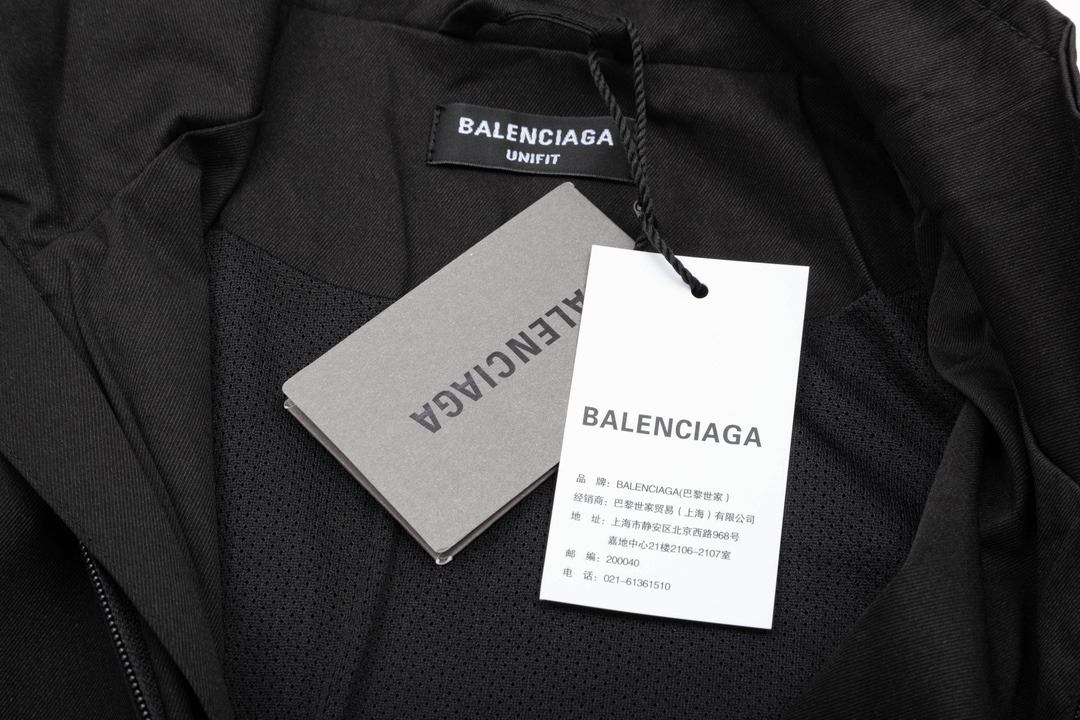 BALENCIAGA
UNIFIT
BALENCIAGA
BALENCIAGA
品 牌：BALENCIAGA(巴黎世家）
经销商：巴黎世家贸易（上海）有限公司
地 址：上海市静安区北京西路968号
嘉地中心21楼2106-2107室
邮 编：200040
电 话：021-61361510